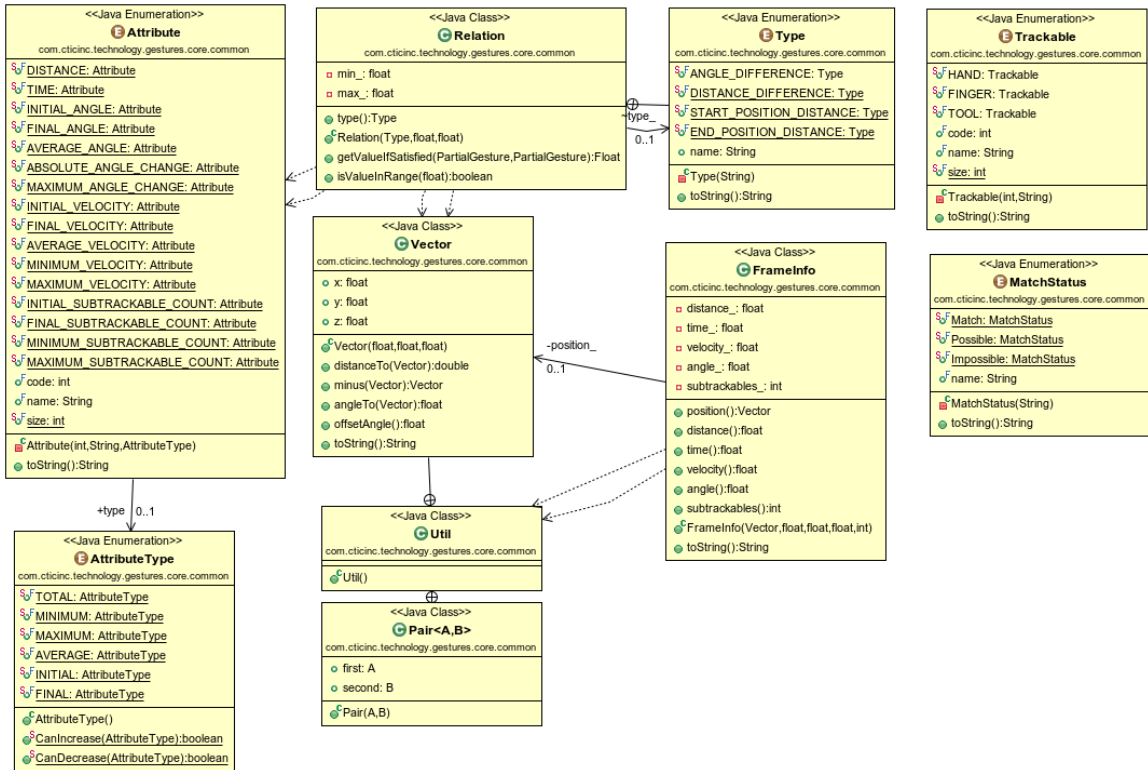 <<Java Enumeration>>
Attribute
com.cticinc.technology.gestures.core.common
DISTANCE: Attribute
TIME: Attribute
INITIAL_ANGLE: Attribute
FINAL_ANGLE: Attribute
AVERAGE_ANGLE: Attribute
ABSOLUTE_ANGLE_CHANGE: Attribute
MAXIMUM_ANGLE_CHANGE: Attribute
INITIAL_VELOCITY: Attribute
FINAL_VELOCITY: Attribute
AVERAGE_VELOCITY: Attribute
MINIMUM_VELOCITY: Attribute
MAXIMUM_VELOCITY: Attribute
INITIAL_SUBTRACKABLE_COUNT: Attribute
FINAL_SUBTRACKABLE_COUNT: Attribute
MINIMUM_SUBTRACKABLE_COUNT: Attribute
MAXIMUM_SUBTRACKABLE_COUNT: Attribute
code: int
name: String
size: int
Attribute(int,String,AttributeType)
toString():String
+type 0..1
<<Java Enumeration>>
AttributeType
com.cticinc.technology.gestures.core.common
TOTAL: AttributeType
MINIMUM: AttributeType
MAXIMUM: AttributeType
AVERAGE: AttributeType
INITIAL: AttributeType
FINAL: AttributeType
AttributeType()
CanIncrease(AttributeType):boolean
CanDecrease(AttributeType):boolean
<<Java Class>>
Relation
com.cticinc.technology.gestures.core.common
min_: float
max_: float
type():Type
Relation(Type,float,float)
getValueIfSatisfied(PartialGesture,PartialGesture):Float
isValueInRange(float):boolean
~type_
0..1
<<Java Class>>
Vector
com.cticinc.technology.gestures.core.common
x: float
y: float
z: float
Vector(float,float,float)
distanceTo(Vector):double
minus(Vector):Vector
angleTo(Vector):float
offsetAngle():float
toString():String
-position_
0..1
<<Java Class>>
Util
com.cticinc.technology.gestures.core.common
Util()
<<Java Class>>
Pair<A,B>
com.cticinc.technology.gestures.core.common
first: A
second: B
Pair(A,B)
<<Java Enumeration>>
Type
com.cticinc.technology.gestures.core.common
ANGLE_DIFFERENCE: Type
DISTANCE_DIFFERENCE: Type
START_POSITION_DISTANCE: Type
END_POSITION_DISTANCE: Type
name: String
Type(String)
toString():String
<<Java Class>>
FrameInfo
com.cticinc.technology.gestures.core.common
distance_: float
time_: float
velocity_: float
angle_: float
subtrackables_: int
position():Vector
distance():float
time():float
velocity():float
angle():float
subtrackables():int
FrameInfo(Vector,float,float,float,int)
toString():String
<<Java Enumeration>>
Trackable
com.cticinc.technology.gestures.core.common
HAND: Trackable
FINGER: Trackable
TOOL: Trackable
code: int
name: String
size: int
Trackable(int,String)
toString():String
<<Java Enumeration>>
MatchStatus
com.cticinc.technology.gestures.core.common
Match: MatchStatus
Possible: MatchStatus
Impossible: MatchStatus
name: String
MatchStatus(String)
toString():String